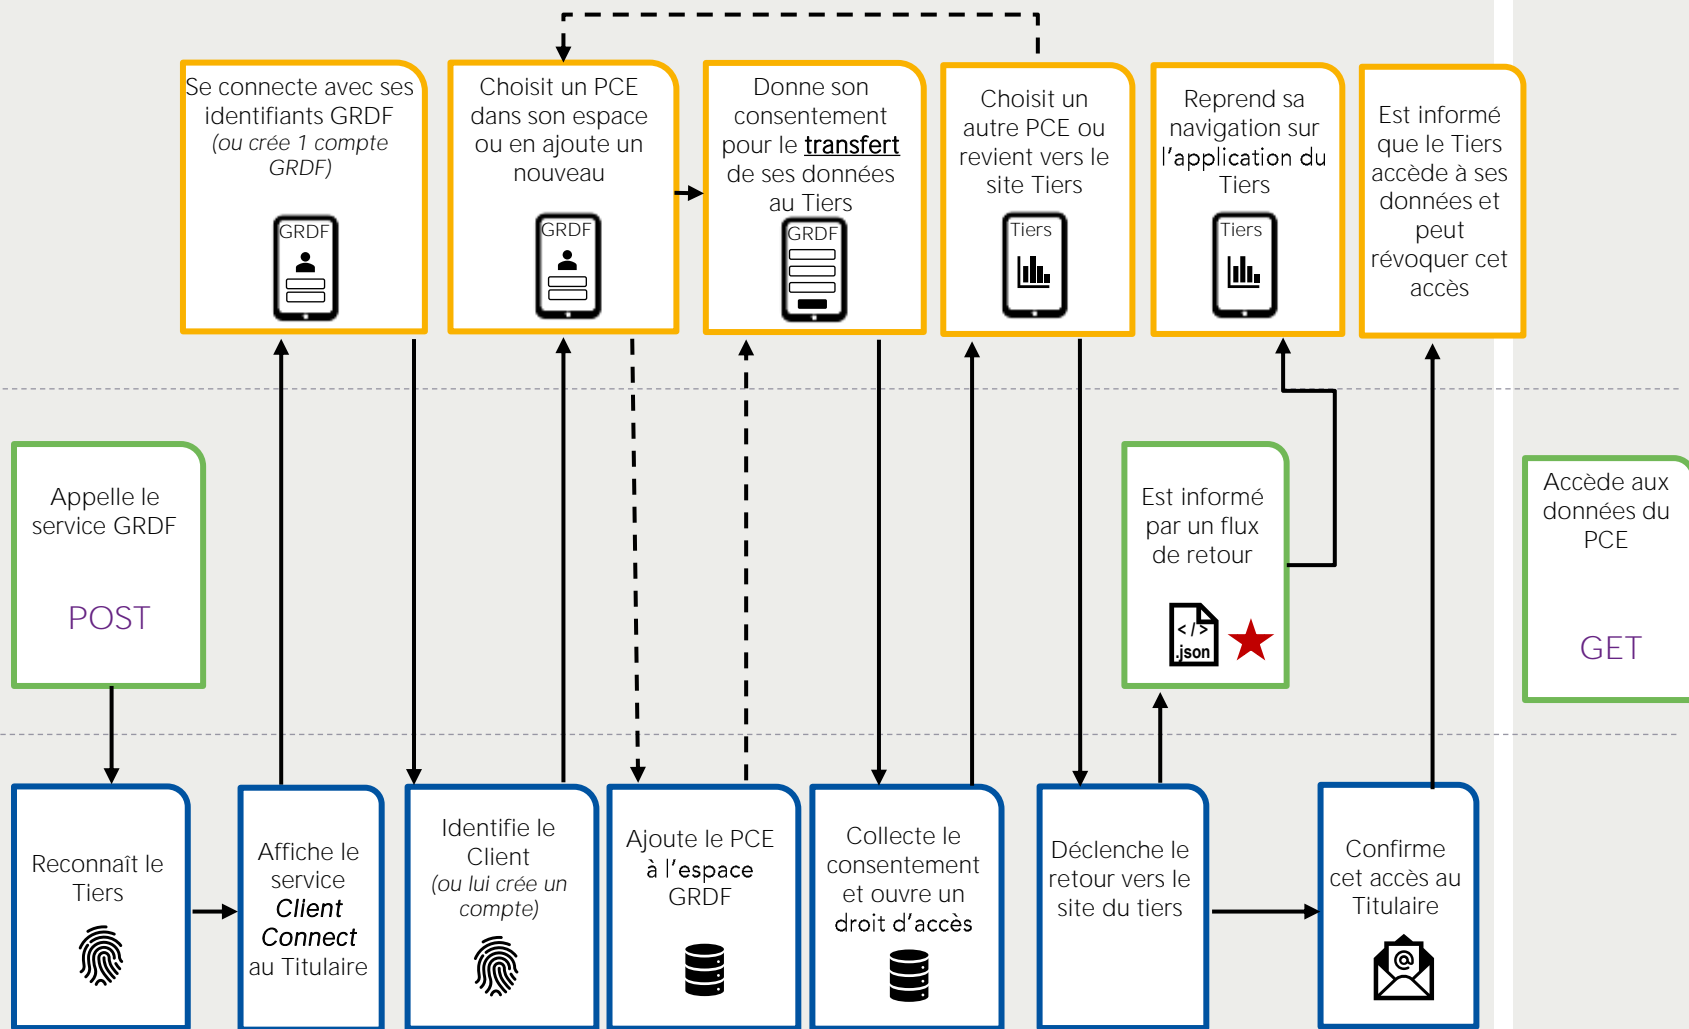 Se connecte avec ses
identifiants GRDF
(ou crée 1 compte
GRDF)
GRDF
Choisit un PCE
dans son espace
ou en ajoute un
nouveau
GRDF
Donne son
consentement
pour le transfert
de ses données
au Tiers
GRDF
Choisit un
autre PCE ou
revient vers le
site Tiers
Tiers
Reprend sa
navigation sur
l'application du
Tiers
Tiers
Est informé
que le Tiers
accède à ses
données et
peut
révoquer cet
accès
Appelle le
service GRDF
POST
Est informé
par un flux
de retour
</>
.json
Accède aux
données du
PCE
GET
Reconnaît le
Tiers
Affiche le
service
Client
Connect
au Titulaire
Identifie le
Client
(ou lui crée un
compte)
Ajoute le PCE
à l'espace
GRDF
Collecte le
consentement
et ouvre un
droit d'accès
Déclenche le
retour vers le
site du tiers
Confirme
cet accès au
Titulaire
@